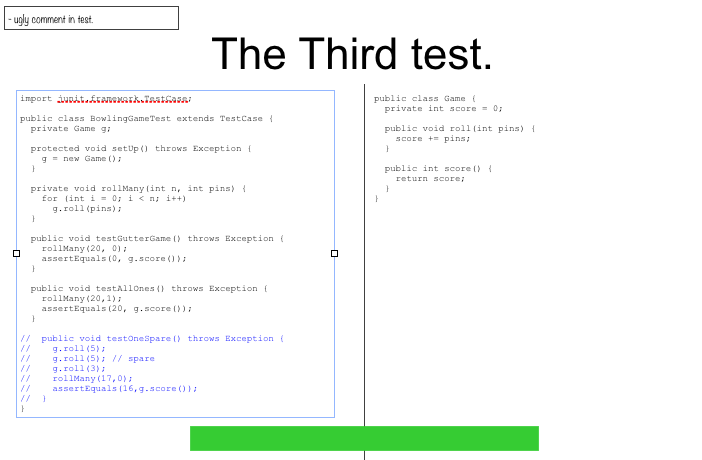 - ugly comment in test.
The Third test.
import junit.framework.TestCase;
public class BowlingGameTest extends TestCase {
  private Game g;
  protected void setUp() throws Exception {
    g = new Game();
  }
  private void rollMany(int n, int pins) {
    for (int i = 0; i < n; i++)
      g.roll(pins);
  }
  public void testGutterGame() throws Exception {
    rollMany(20, 0);
    assertEquals(0, g.score());
  }
  public void testAllOnes() throws Exception {
    rollMany(20,1);
    assertEquals(20, g.score());
  }
//  public void testOneSpare() throws Exception {
//    g.roll(5);
//    g.roll(5); // spare
//    g.roll(3);
//    rollMany(17,0);
//    assertEquals(16,g.score());
//  }
}
public class Game {
  private int score = 0;
  public void roll(int pins) {
    score += pins;
  }
  public int score() {
    return score;
  }
}